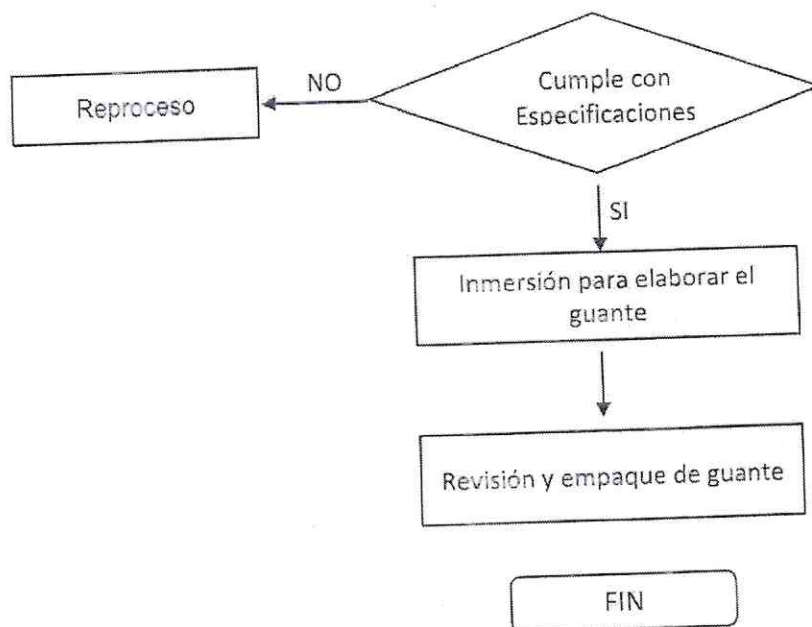 Cumple con
Especificaciones
NO
Reproceso
SI
Inmersión para elaborar el
guante
Revisión y empaque de guante
FIN